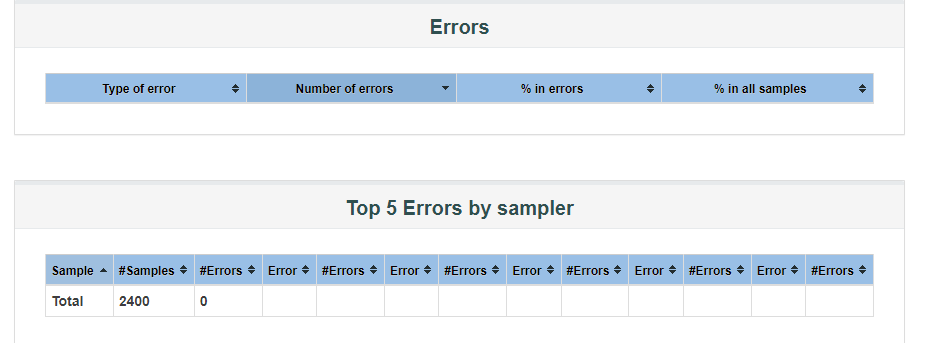 Errors
Type of error Number of errors % in errors % in all samples
Top 5 Errors by sampler
Sample #Samples #Errors Error #Errors Error #Errors Error #Errors Error #Errors Error #Errors
Total 2400 0